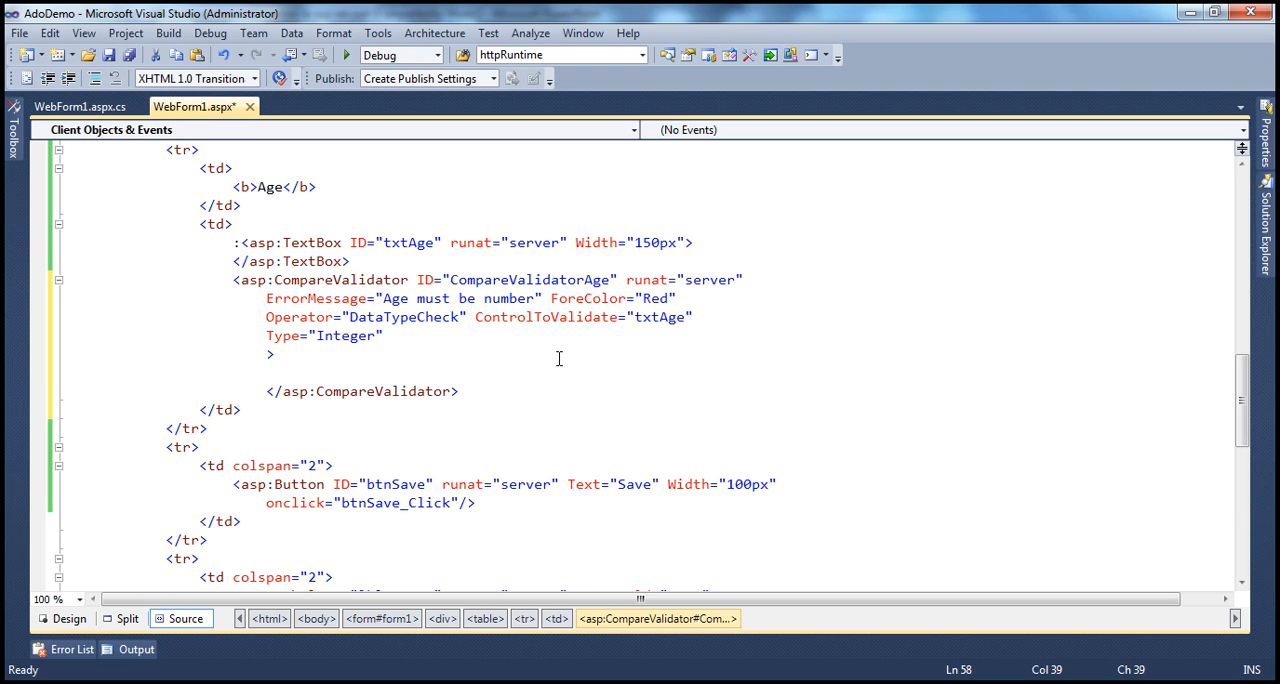 AdoDemo - Microsoft Visual Studio (Administrator)
File Edit View Project Build Debug Team Data Format Tools Architecture Test Analyze Window Help
Debug httpRuntime
XHTML 1.0 Transition Publish: Create Publish Settings
WebForm1.aspx.cs WebForm1.aspx*
Toolbox
Client Objects & Events (No Events)
Properties
Solution Explorer
<tr>
<td>
<b>Age</b>
</td>
<td>
:<asp:TextBox ID="txtAge" runat="server" Width="150px">
</asp:TextBox>
<asp:CompareValidator ID="CompareValidatorAge" runat="server"
ErrorMessage="Age must be number" ForeColor="Red"
Operator="DataTypeCheck" ControlToValidate="txtAge"
Type="Integer"
>
</asp:CompareValidator>
</td>
</tr>
<tr>
<td colspan="2">
<asp:Button ID="btnSave" runat="server" Text="Save" Width="100px"
onclick="btnSave_Click"/>
</td>
</tr>
<tr>
<td colspan="2">
100 %
Design Split Source <html> <body> <form#form1> <div> <table> <tr> <td> <asp:CompareValidator#Com...>
Error List Output
Ready Ln 58 Col 39 Ch 39 INS